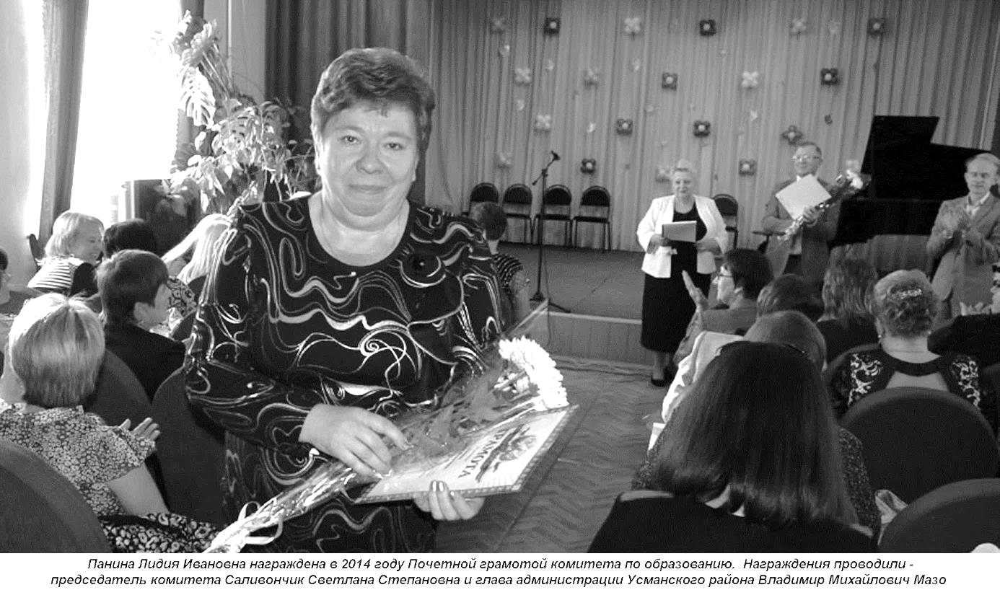 ГРАМОТА
Панина Лидия Ивановна награждена в 2014 году Почетной грамотой комитета по образованию. Награждения проводили -
председатель комитета Саливончик Светлана Степановна и глава администрации Усманского района Владимир Михайлович Мазо